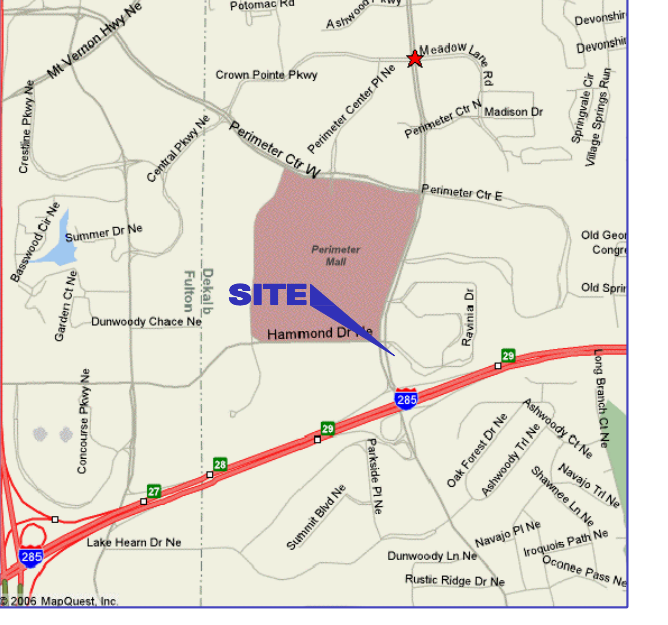 Potomac Rd
Ashwood Pkwy
Devonshir
Mt Vernon Hwy Ne
Meadow Lane Rd
Devonshir
Crown Pointe Pkwy
Crestline Pkwy Ne
Central Pkwy Ne
Perimeter Center Pl Ne
Perimeter Ctr N
Madison Dr
Springvale Cir
Village Springs Run
Perimeter Ctr W
Perimeter Ctr E
Basswood Cir Ne
Summer Dr Ne
Perimeter
Mall
Old Geor
Congre
Garden Ct Ne
Fulton
Dekalb
SITE
Old Sprin
Dunwoody Chace Ne
Hammond Dr Ne
Ravinia Dr
29
Long Branch Ct Ne
285
Concourse Pkwy Ne
29
Parkside Pl Ne
Oak Forest Dr Ne
Ashwoody Ct Ne
Ashwoody Trl Ne
28
27
Navajo Trl Ne
Shawnee Ln Ne
Summit Blvd Ne
Navajo Pl Ne
Iroquois Path Ne
Lake Hearn Dr Ne
285
Dunwoody Ln Ne
Oconee Pass Ne
Rustic Ridge Dr Ne
© 2006 MapQuest, Inc.